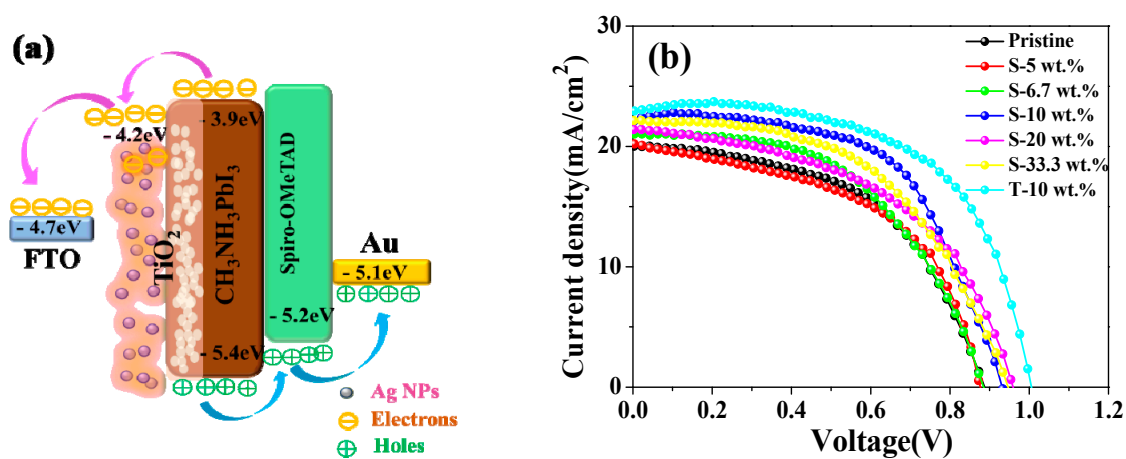 (a)
- 4.2eV
- 3.9eV
- 4.7eV
FTO
TiO2
CH3NH3PbI3
Spiro-OMeTAD
Au
- 5.1eV
- 5.2eV
- 5.4eV
Ag NPs
Electrons
Holes
(b)
Pristine
S-5 wt.%
S-6.7 wt.%
S-10 wt.%
S-20 wt.%
S-33.3 wt.%
T-10 wt.%
Current density(mA/cm2)
30
20
10
0
0.0 0.2 0.4 0.6 0.8 1.0 1.2
Voltage(V)